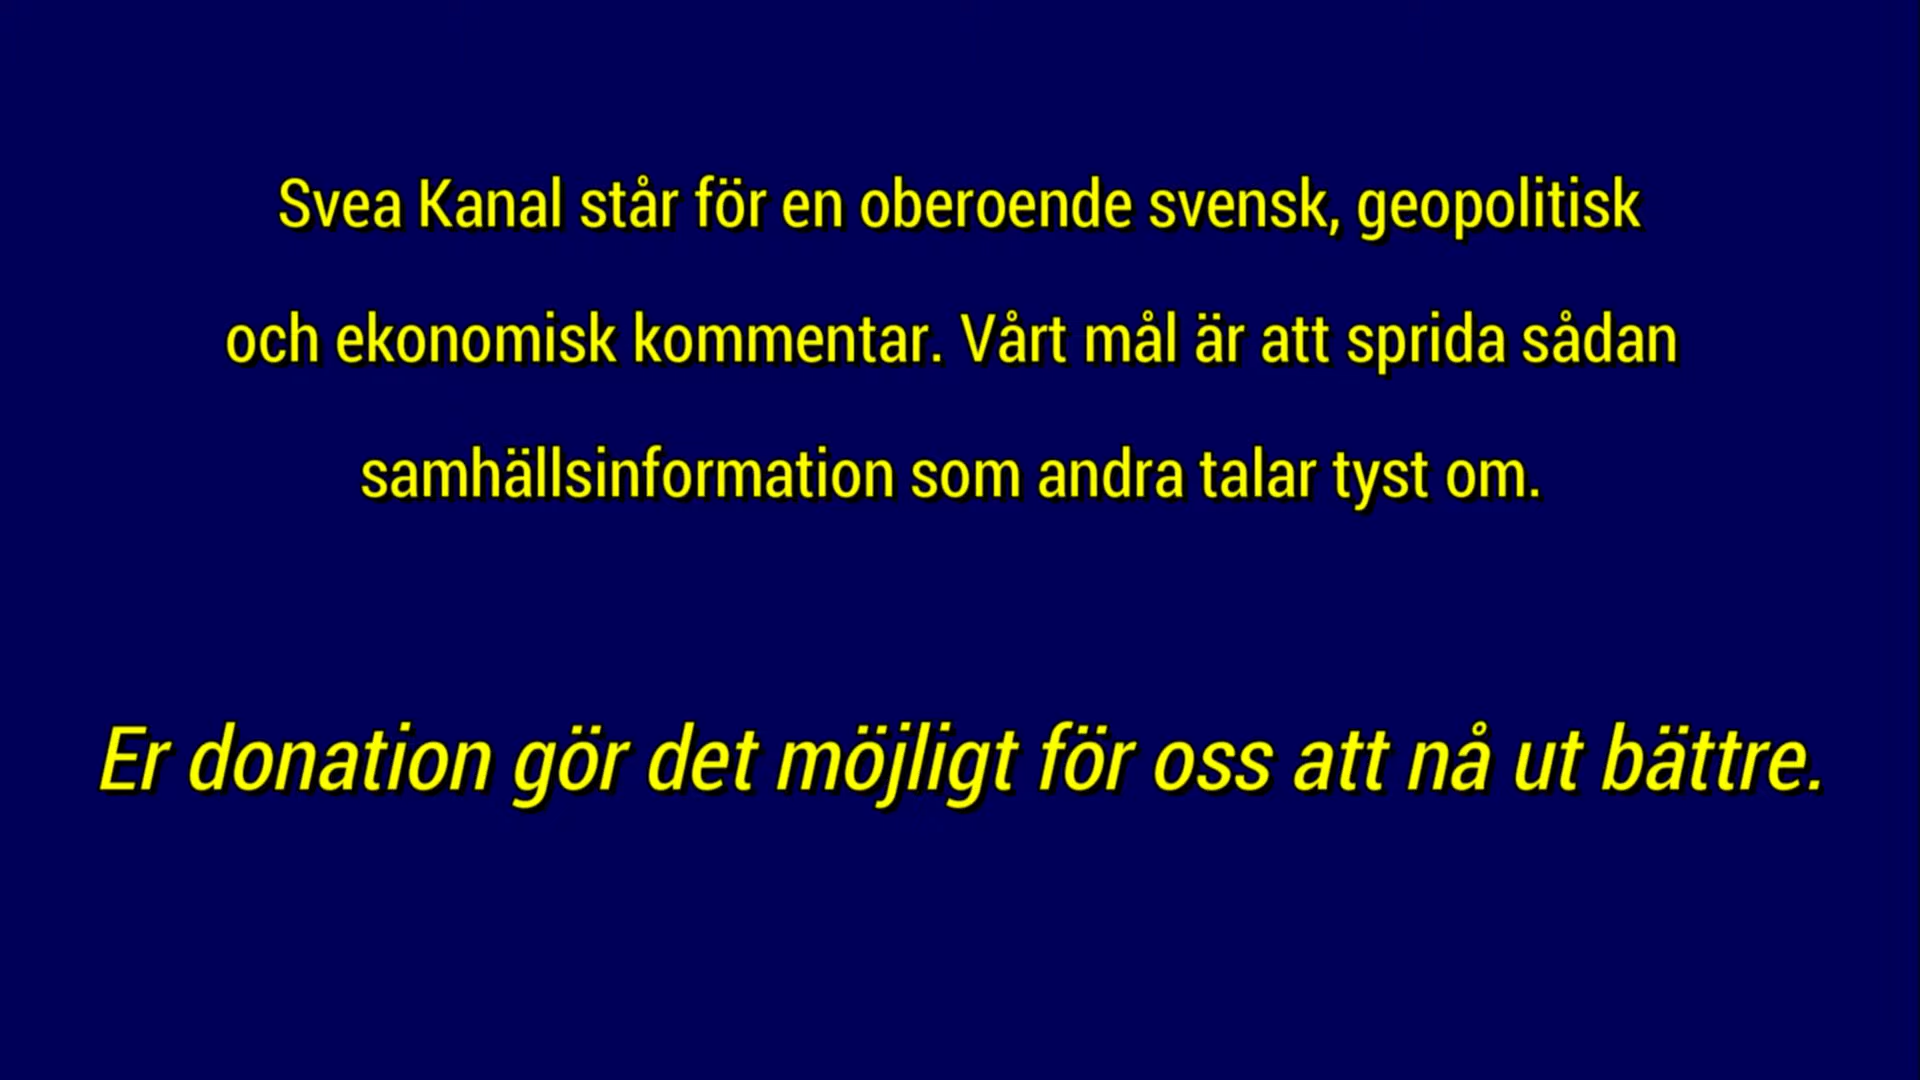 Svea Kanal står för en oberoende svensk, geopolitisk
och ekonomisk kommentar. Vårt mål är att sprida sådan
samhällsinformation som andra talar tyst om.
Er donation gör det möjligt för oss att nå ut bättre.